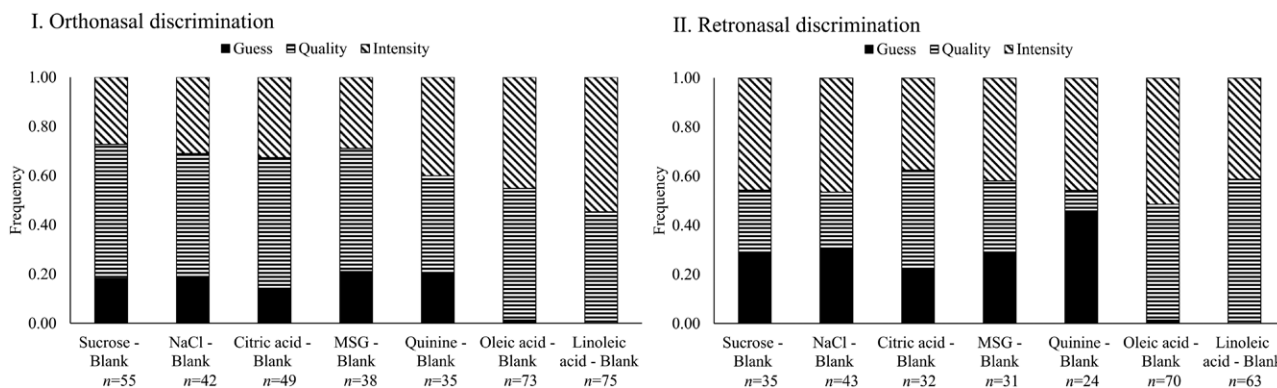 I. Orthonasal discrimination
Guess Quality Intensity
1.00
0.80
0.60
0.40
0.20
0.00
Frequency
Sucrose - Blank
n=55
NaCl - Blank
n=42
Citric acid - Blank
n=49
MSG - Blank
n=38
Quinine - Blank
n=35
Oleic acid - Blank
n=73
Linoleic acid - Blank
n=75
II. Retronasal discrimination
Guess Quality Intensity
1.00
0.80
0.60
0.40
0.20
0.00
Frequency
Sucrose - Blank
n=35
NaCl - Blank
n=43
Citric acid - Blank
n=32
MSG - Blank
n=31
Quinine - Blank
n=24
Oleic acid - Blank
n=70
Linoleic acid - Blank
n=63